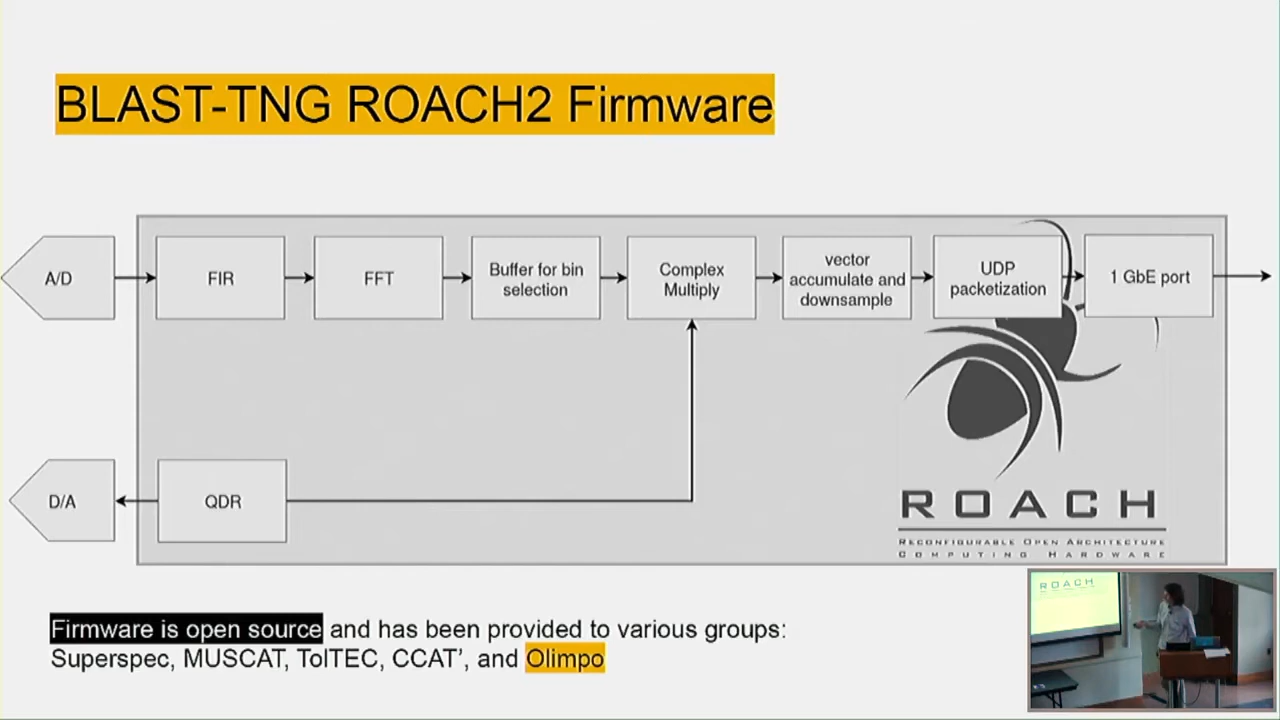 BLAST-TNG ROACH2 Firmware
A/D
FIR
FFT
Buffer for bin
selection
Complex
Multiply
vector
accumulate and
downsample
UDP
packetization
1 GbE port
D/A
QDR
ROACH
RECONFIGURABLE OPEN ARCHITECTURE
COMPUTING HARDWARE
Firmware is open source and has been provided to various groups:
Superspec, MUSCAT, TolTEC, CCAT’, and Olimpo
ROACH